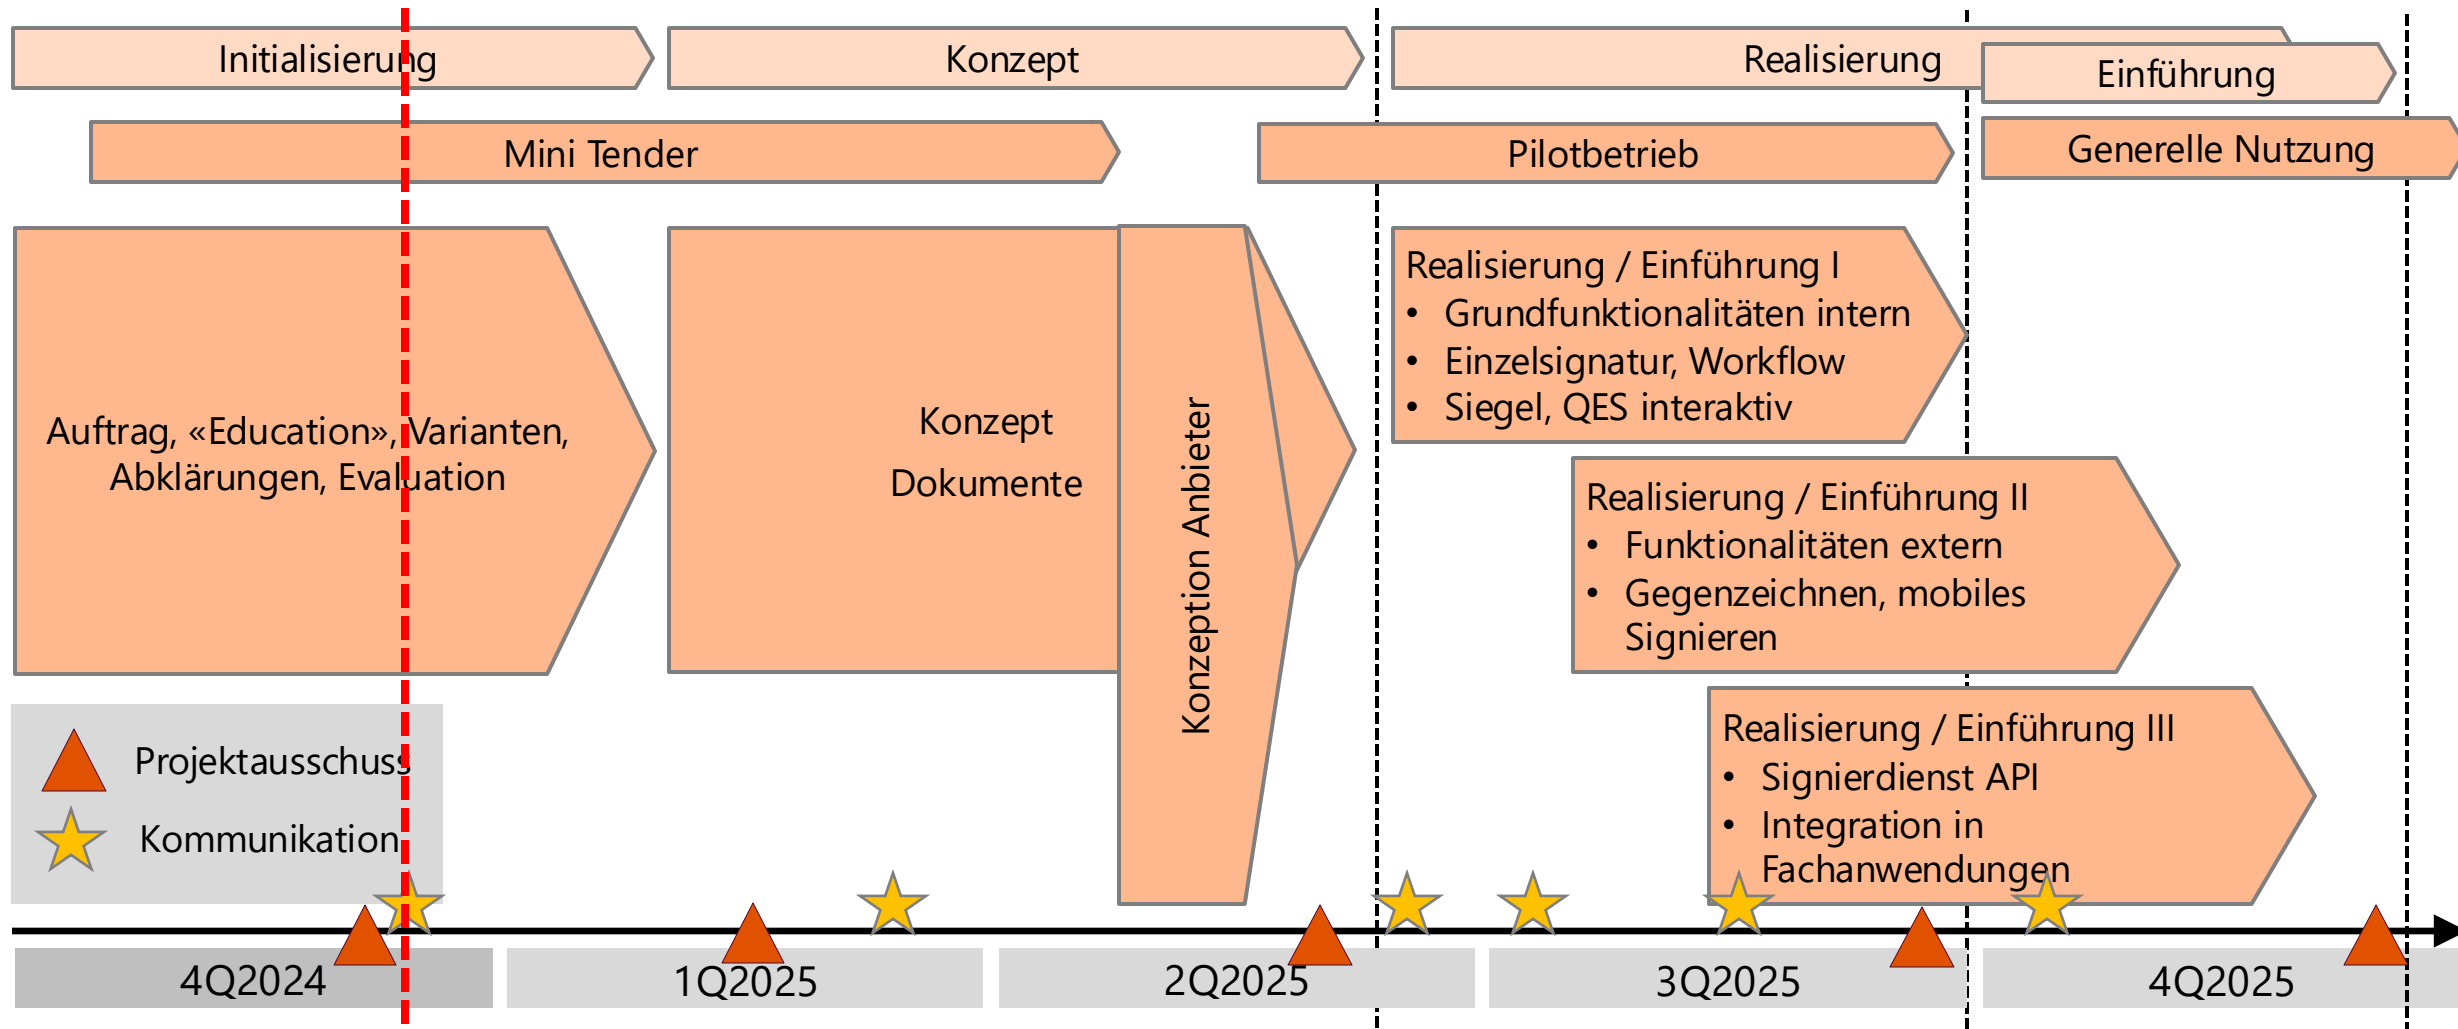 Initialisierung
Konzept
Realisierung
Einführung
Mini Tender
Pilotbetrieb
Generelle Nutzung
Auftrag, «Education», Varianten,
Abklärungen, Evaluation
Konzept
Dokumente
Konzeption Anbieter
Realisierung / Einführung I
• Grundfunktionalitäten intern
• Einzelsignatur, Workflow
• Siegel, QES interaktiv
Realisierung / Einführung II
• Funktionalitäten extern
• Gegenzeichnen, mobiles
Signieren
Realisierung / Einführung III
• Signierdienst API
• Integration in
Fachanwendungen
Projektausschuss
Kommunikation
4Q2024
1Q2025
2Q2025
3Q2025
4Q2025